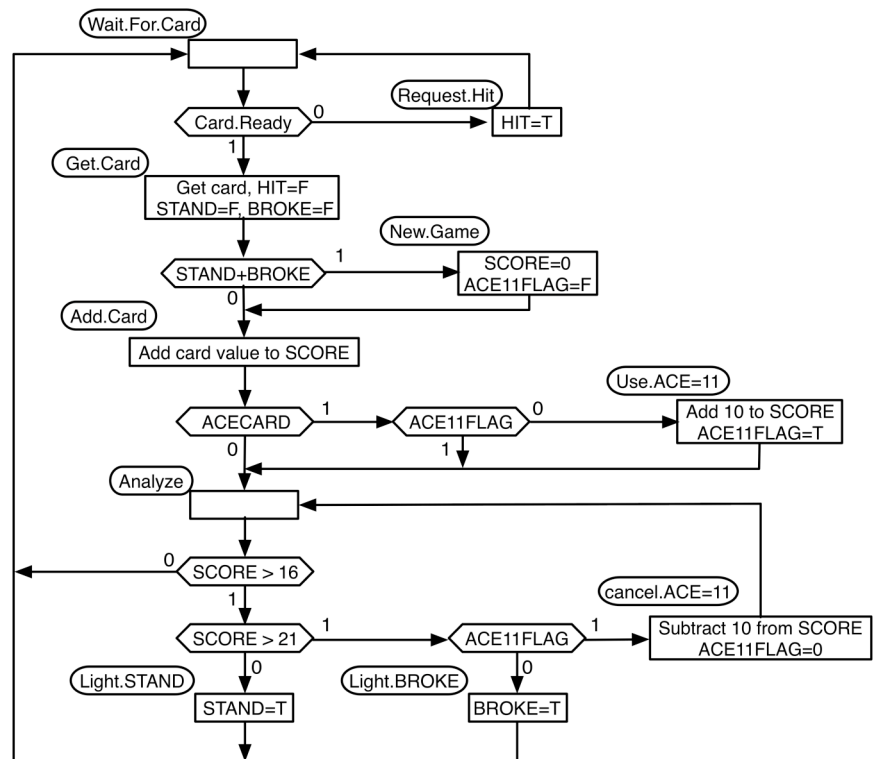 Wait.For.Card
Request.Hit
Card.Ready
0
HIT=T
1
Get.Card
Get card, HIT=F
STAND=F, BROKE=F
New.Game
STAND+BROKE
1
SCORE=0
ACE11FLAG=F
0
Add.Card
Add card value to SCORE
Use.ACE=11
ACECARD
1
ACE11FLAG
0
Add 10 to SCORE
ACE11FLAG=T
0
1
Analyze
0
SCORE > 16
1
cancel.ACE=11
SCORE > 21
1
ACE11FLAG
1
Subtract 10 from SCORE
ACE11FLAG=0
0
0
Light.STAND
Light.BROKE
STAND=T
BROKE=T